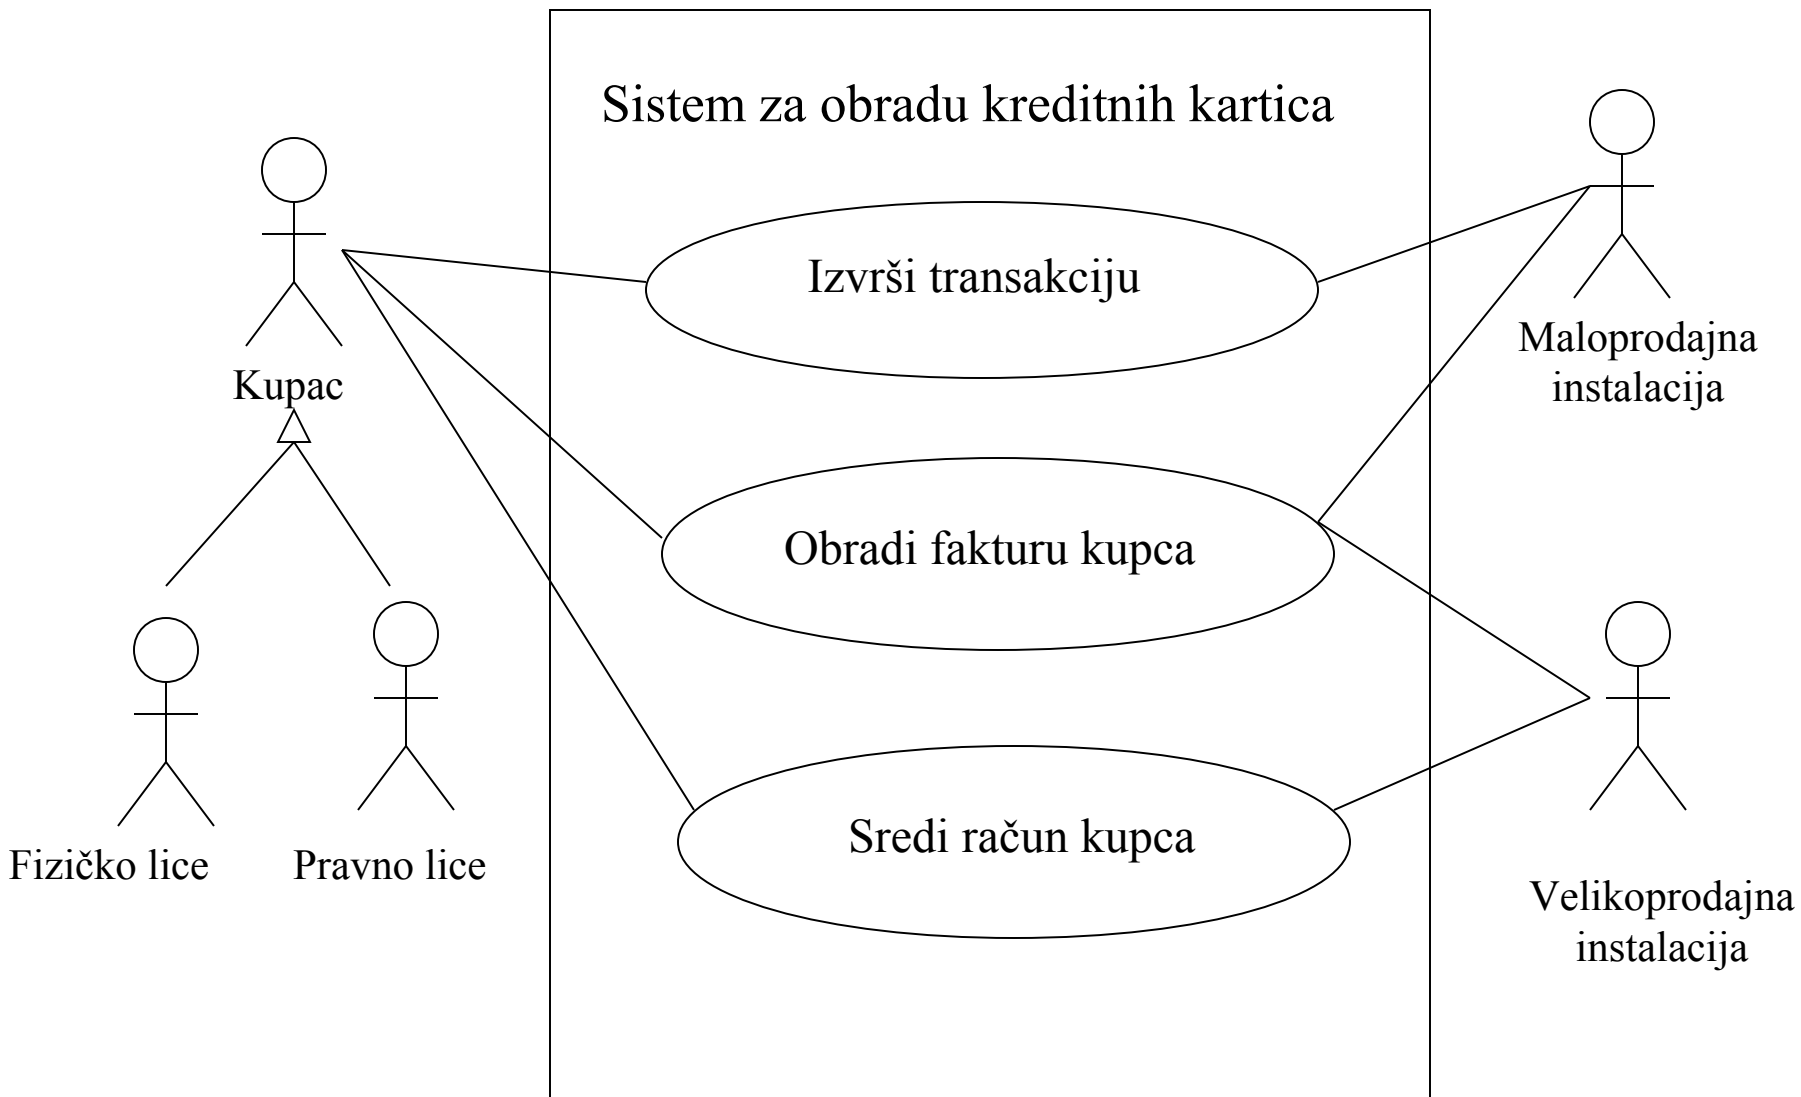 Sistem za obradu kreditnih kartica
Izvrši transakciju
Maloprodajna
instalacija
Kupac
Obradi fakturu kupca
Sredi račun kupca
Fizičko lice
Pravno lice
Velikoprodajna
instalacija